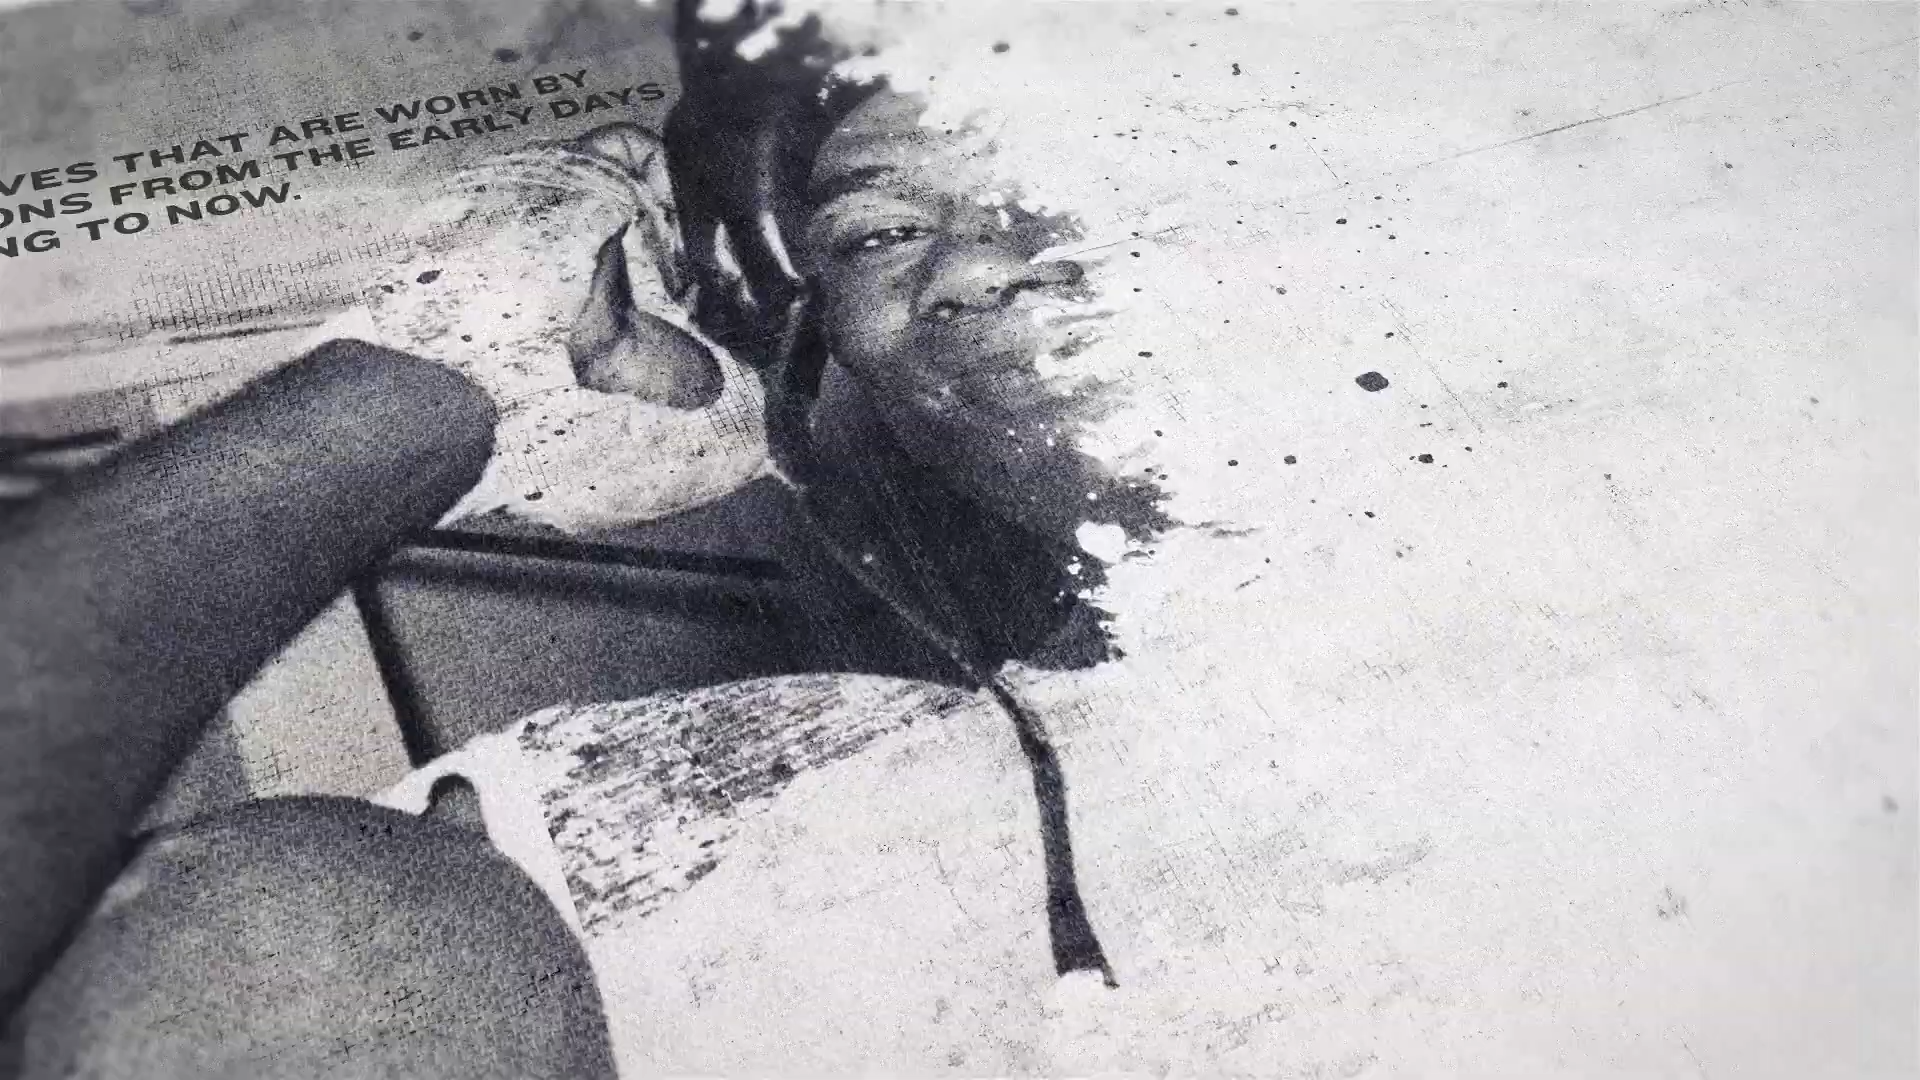 VES THAT ARE WORN BY
ONS FROM THE EARLY DAYS
NG TO NOW.